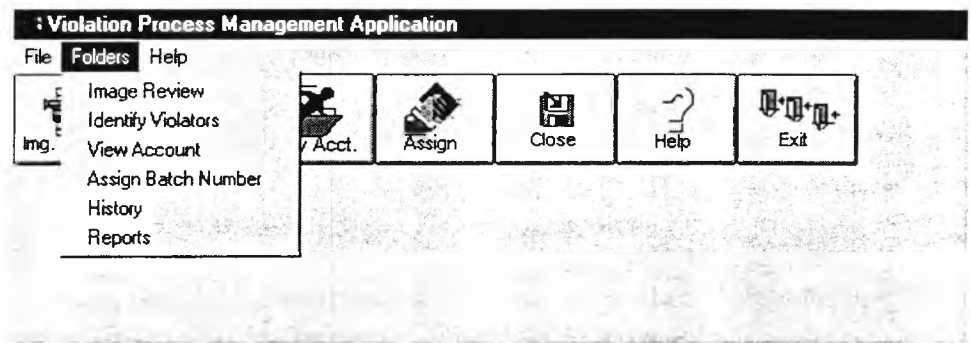 : Violation Process Management Application
File Folders Help
Image Review
Identify Violators
View Account
Assign Batch Number
History
Reports
Img.
Acct.
Assign
Close
Help
Exit